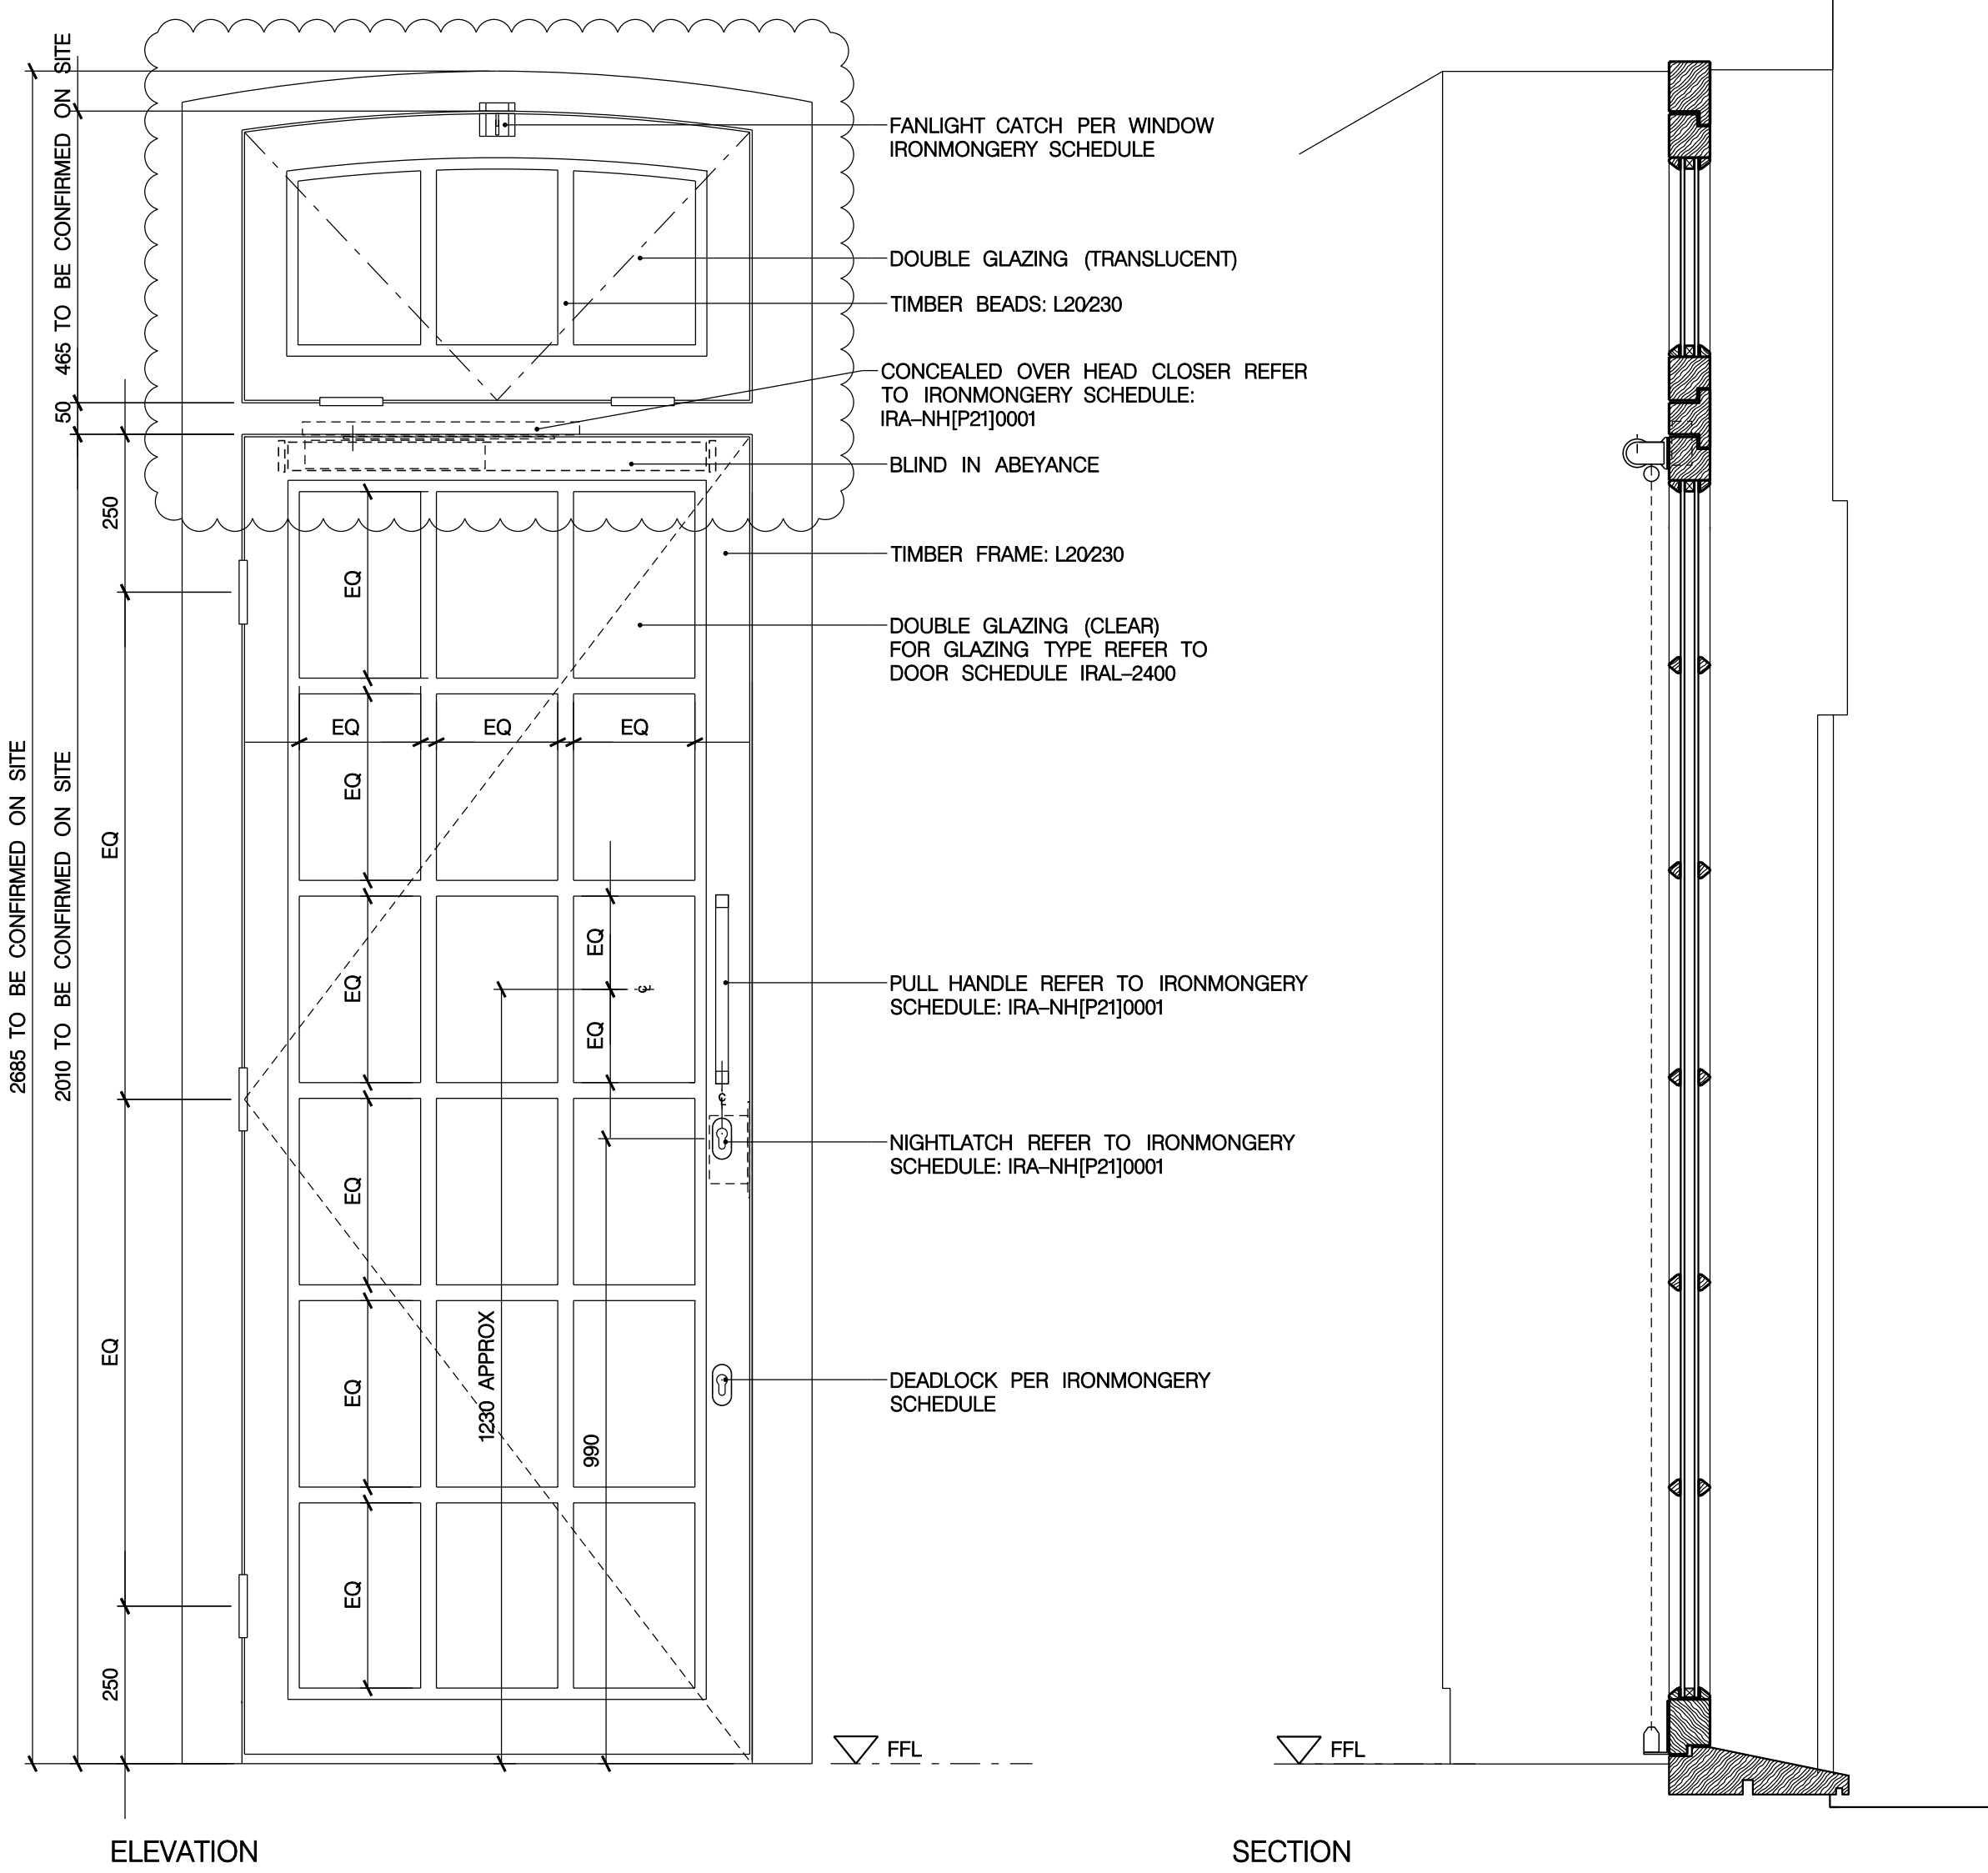 2685 TO BE CONFIRMED ON SITE
465 TO BE CONFIRMED ON SITE
50
2010 TO BE CONFIRMED ON SITE
250
EQ
EQ
250
FANLIGHT CATCH PER WINDOW
IRONMONGERY SCHEDULE
DOUBLE GLAZING (TRANSLUCENT)
TIMBER BEADS: L20/230
CONCEALED OVER HEAD CLOSER REFER
TO IRONMONGERY SCHEDULE:
IRA-NH[P21]0001
BLIND IN ABEYANCE
TIMBER FRAME: L20/230
DOUBLE GLAZING (CLEAR)
FOR GLAZING TYPE REFER TO
DOOR SCHEDULE IRAL-2400
EQ
EQ EQ EQ
EQ
EQ
EQ
EQ
EQ
EQ
EQ
CL
CL
PULL HANDLE REFER TO IRONMONGERY
SCHEDULE: IRA-NH[P21]0001
NIGHTLATCH REFER TO IRONMONGERY
SCHEDULE: IRA-NH[P21]0001
1230 APPROX
990
DEADLOCK PER IRONMONGERY
SCHEDULE
FFL
FFL
ELEVATION
SECTION